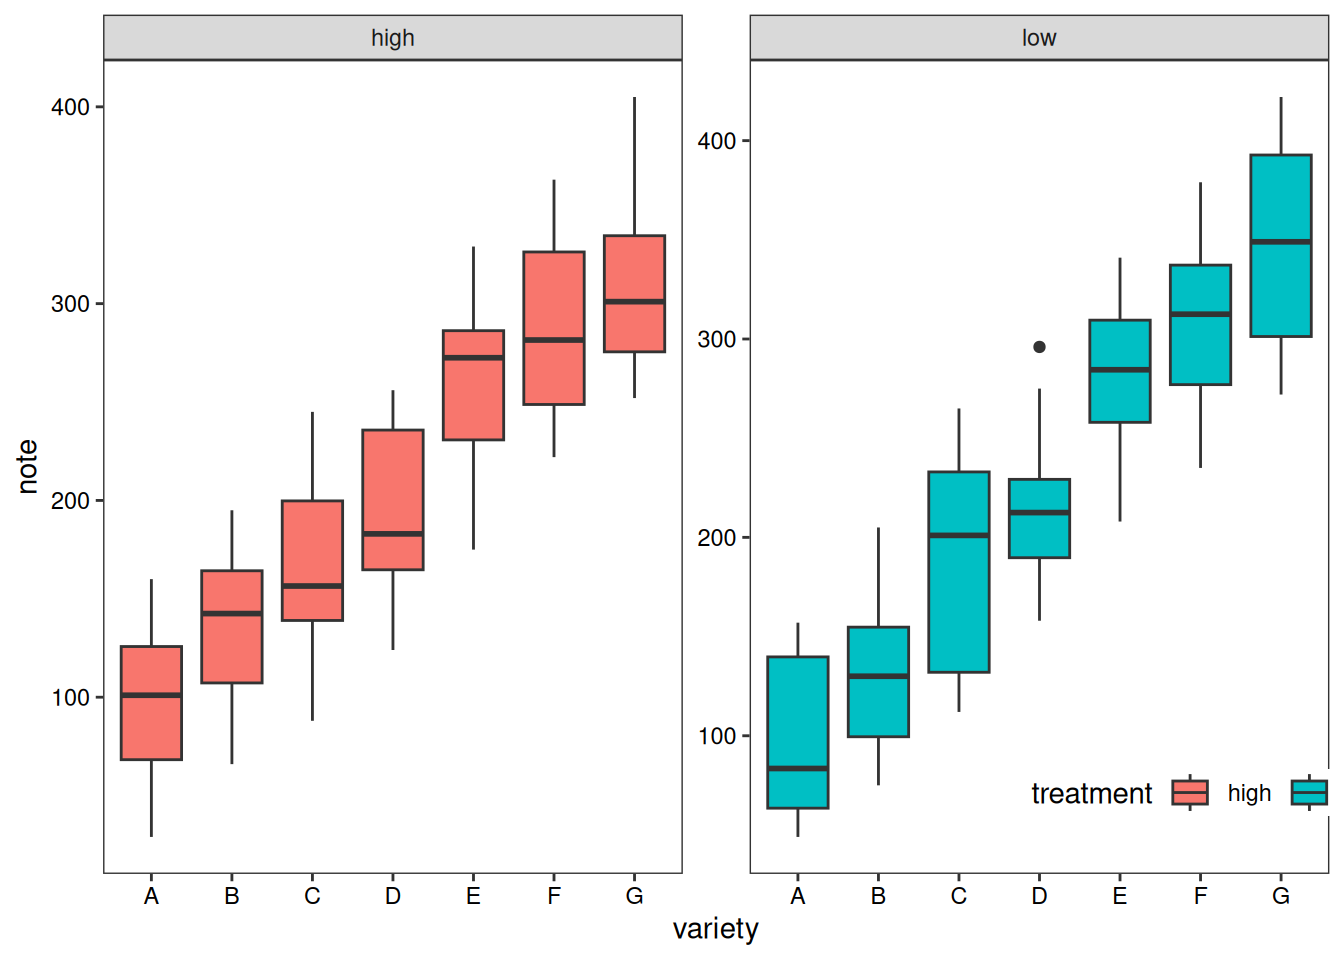 high
low
note
400
300
200
100
400
300
200
100
treatment high
A B C D E F G
A B C D E F G
variety